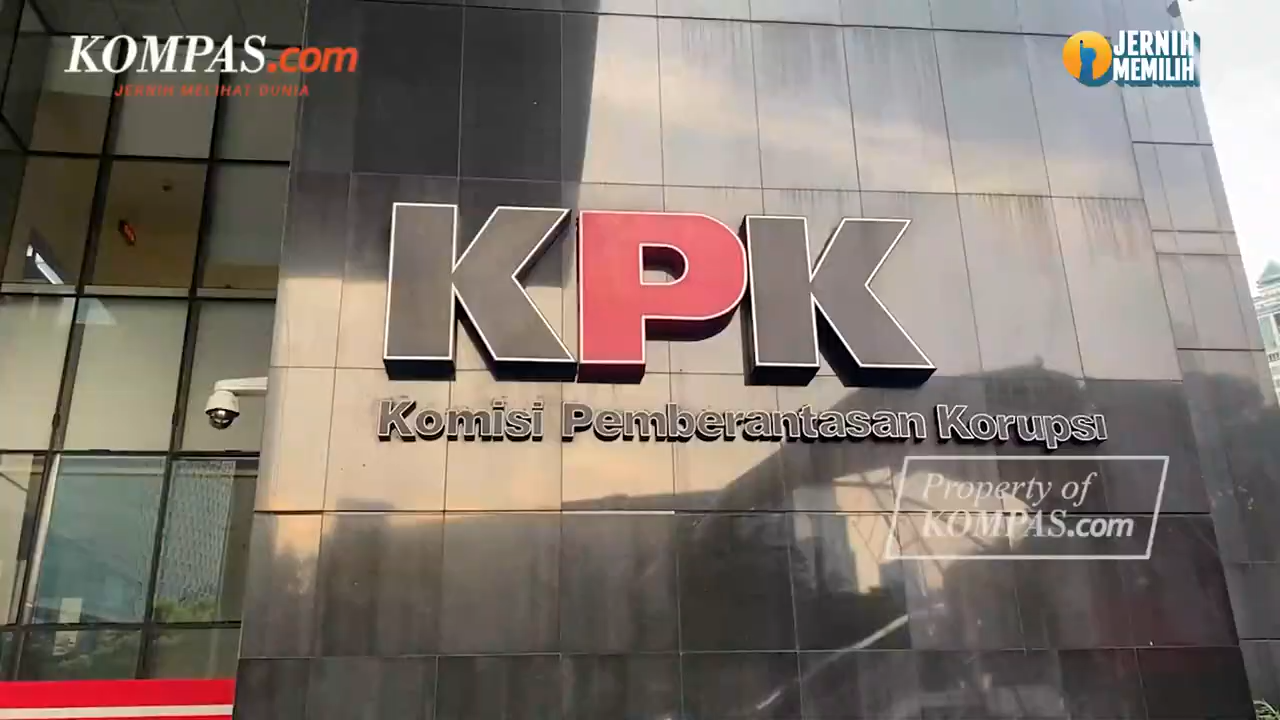 KOMPAS.com
JERNIH MELIHAT DUNIA
JERNIH
MEMILIH
KPK
Komisi Pemberantasan Korupsi
Property of
KOMPAS.com